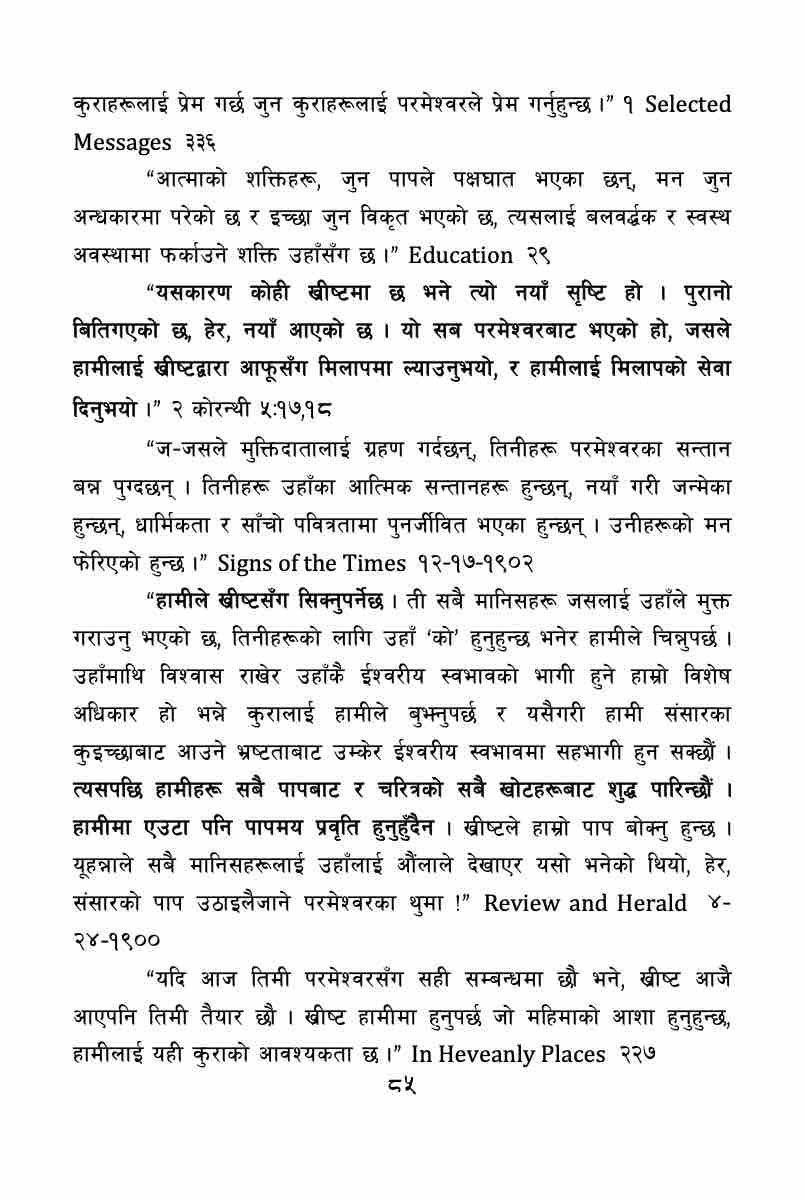 कुराहरूलाई प्रेम गर्छ जुन कुराहरूलाई परमेश्वरले प्रेम गर्नुहुन्छ।” १ Selected
Messages ३३६
“आत्माको शक्तिहरू, जुन पापले पक्षघात भएका छन्, मन जुन
अन्धकारमा परेको छ र इच्छा जुन विकृत भएको छ, त्यसलाई बलवर्द्धक र स्वस्थ
अवस्थामा फर्काउने शक्ति उहाँसँग छ।” Education २९
“यसकारण कोही ख्रीष्टमा छ भने त्यो नयाँ सृष्टि हो । पुरानो
बितिगएको छ, हेर, नयाँ आएको छ । यो सब परमेश्वरबाट भएको हो, जसले
हामीलाई ख्रीष्टद्वारा आफूसँग मिलापमा ल्याउनुभयो, र हामीलाई मिलापको सेवा
दिनुभयो।” २ कोरन्थी ५:१७,१८
“ज-जसले मुक्तिदातालाई ग्रहण गर्दछन्, तिनीहरू परमेश्वरका सन्तान
बन्न पुग्दछन् । तिनीहरू उहाँका आत्मिक सन्तानहरू हुन्छन्, नयाँ गरी जन्मेका
हुन्छन्, धार्मिकता र साँचो पवित्रतामा पुनर्जीवित भएका हुन्छन् । उनीहरूको मन
फेरिएको हुन्छ।” Signs of the Times १२-१७-१९०२
“हामीले ख्रीष्टसँग सिक्नुपर्नेछ । ती सबै मानिसहरू जसलाई उहाँले मुक्त
गराउनु भएको छ, तिनीहरूको लागि उहाँ ‘को’ हुनुहुन्छ भनेर हामीले चिन्नुपर्छ ।
उहाँमाथि विश्वास राखेर उहाँकै ईश्वरीय स्वभावको भागी हुने हाम्रो विशेष
अधिकार हो भन्ने कुरालाई हामीले बुझ्नुपर्छ र यसैगरी हामी संसारका
कुइच्छाबाट आउने भ्रष्टताबाट उम्केर ईश्वरीय स्वभावमा सहभागी हुन सक्छौं ।
त्यसपछि हामीहरू सबै पापबाट र चरित्रको सबै खोटहरूबाट शुद्ध पारिन्छौं ।
हामीमा एउटा पनि पापमय प्रवृति हुनुहुँदैन । ख्रीष्टले हाम्रो पाप बोक्नु हुन्छ ।
यूहन्नाले सबै मानिसहरूलाई उहाँलाई औंलाले देखाएर यसो भनेको थियो, हेर,
संसारको पाप उठाइलैजाने परमेश्वरका थुमा !” Review and Herald ४-
२४-१९००
“यदि आज तिमी परमेश्वरसँग सही सम्बन्धमा छौ भने, ख्रीष्ट आजै
आएपनि तिमी तैयार छौ । ख्रीष्ट हामीमा हुनुपर्छ जो महिमाको आशा हुनुहुन्छ,
हामीलाई यही कुराको आवश्यकता छ।” In Heveanly Places २२७
८५